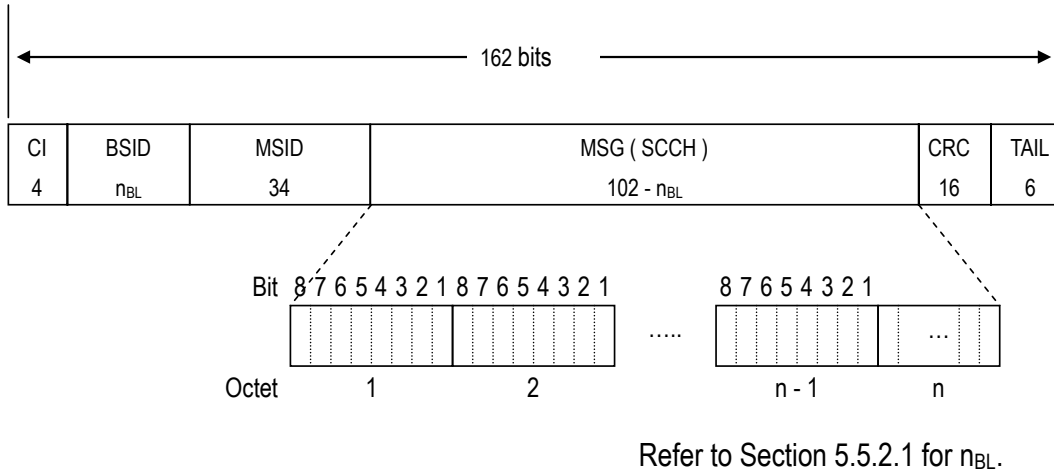 162 bits
CI BSID MSID MSG ( SCCH ) CRC TAIL
4 nBL 34 102 - nBL 16 6
Bit 8 7 6 5 4 3 2 1 8 7 6 5 4 3 2 1 8 7 6 5 4 3 2 1
….. …
Octet 1 2 n - 1 n
Refer to Section 5.5.2.1 for nBL.